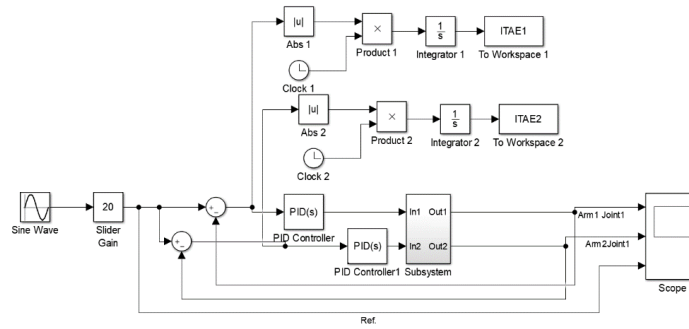 |u|
Abs 1
×
Product 1
1
s
Integrator 1
ITAE1
To Workspace 1
Clock 1
|u|
Abs 2
×
Product 2
1
s
Integrator 2
ITAE2
To Workspace 2
Clock 2
Sine Wave
20
Slider
Gain
+
−
PID(s)
PID Controller
+
−
PID(s)
PID Controller1
In1 Out1
In2 Out2
Subsystem
Arm1 Joint1
Arm2Joint1
Scope
Ref.